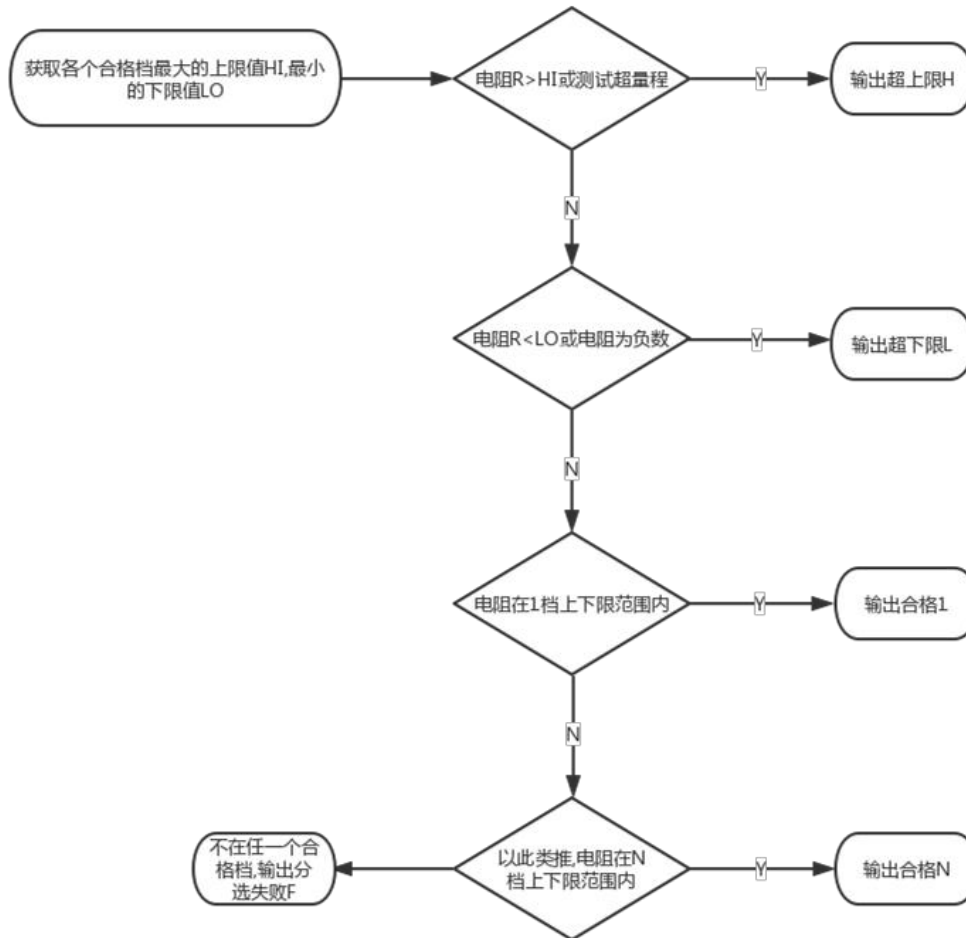 获取各个合格档最大的上限值HI,最小
的下限值LO
电阻R>HI或测试超量程
Y
输出超上限H
N
电阻R<LO或电阻为负数
Y
输出超下限L
N
电阻在1档上下限范围内
Y
输出合格1
N
不在任一个合
格档,输出分
选失败F
以此类推,电阻在N
档上下限范围内
Y
输出合格N